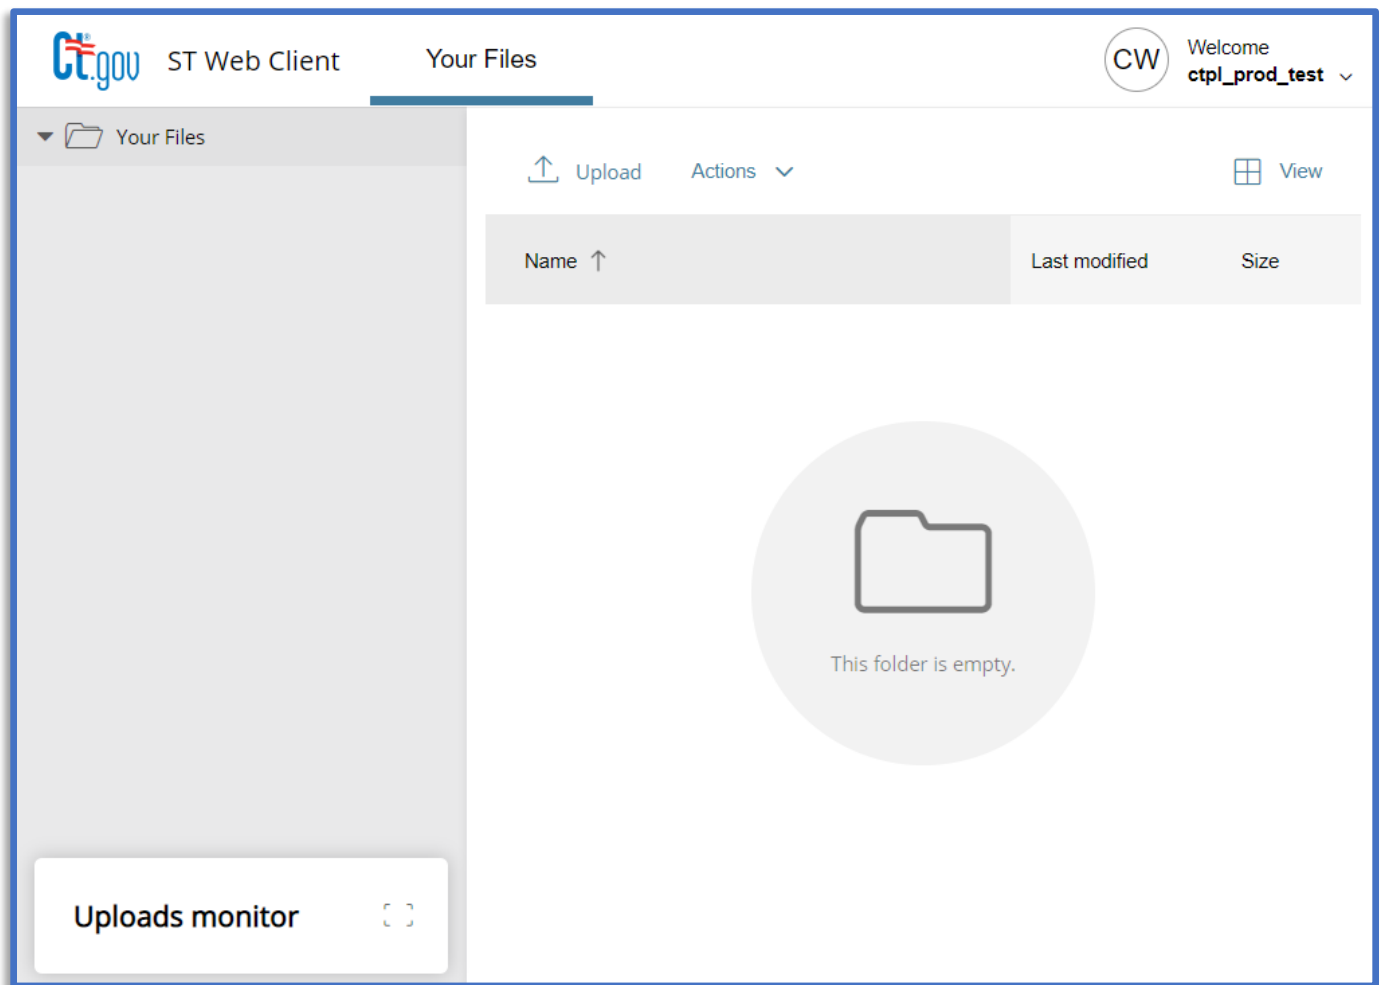 Ct.gov ST Web Client Your Files
CW
Welcome
ctpl_prod_test
Your Files
Upload Actions View
Name Last modified Size
This folder is empty.
Uploads monitor